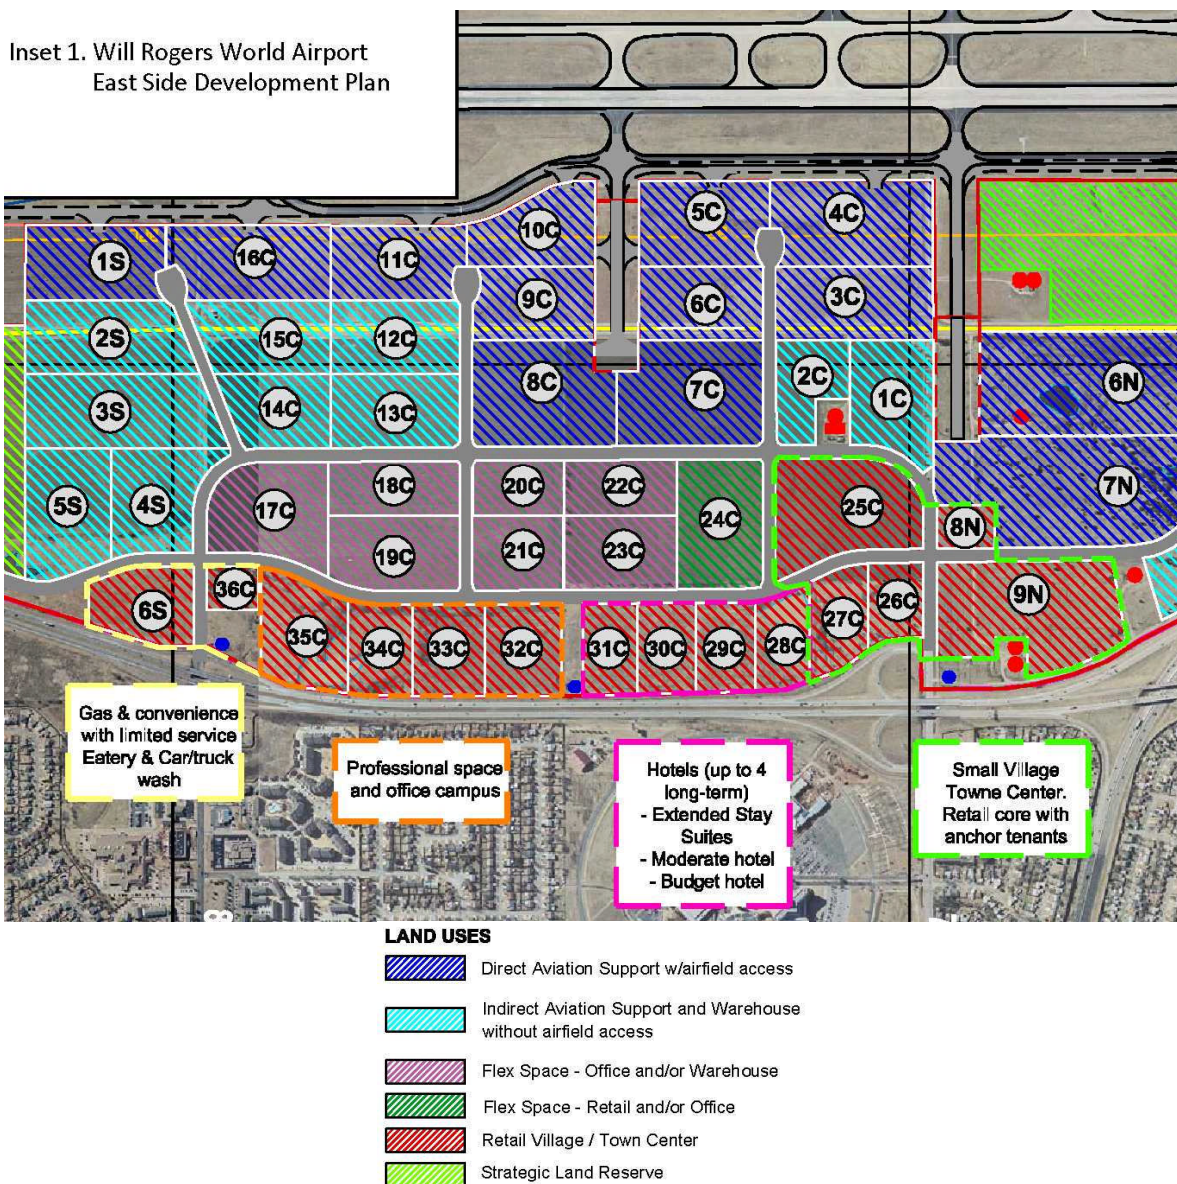 Inset 1. Will Rogers World Airport
East Side Development Plan
10C
5C
4C
1S
16C
11C
9C
6C
3C
2S
15C
12C
8C
7C
2C
1C
6N
3S
14C
13C
5S
4S
17C
18C
20C
22C
24C
25C
8N
7N
19C
21C
23C
6S
36C
35C
34C
33C
32C
31C
30C
29C
28C
27C
26C
9N
Gas & convenience
with limited service
Eatery & Car/truck
wash
Professional space
and office campus
Hotels (up to 4
long-term)
- Extended Stay
Suites
- Moderate hotel
- Budget hotel
Small Village
Towne Center.
Retail core with
anchor tenants
8
LAND USES
Direct Aviation Support w/airfield access
Indirect Aviation Support and Warehouse
without airfield access
Flex Space - Office and/or Warehouse
Flex Space - Retail and/or Office
Retail Village / Town Center
Strategic Land Reserve